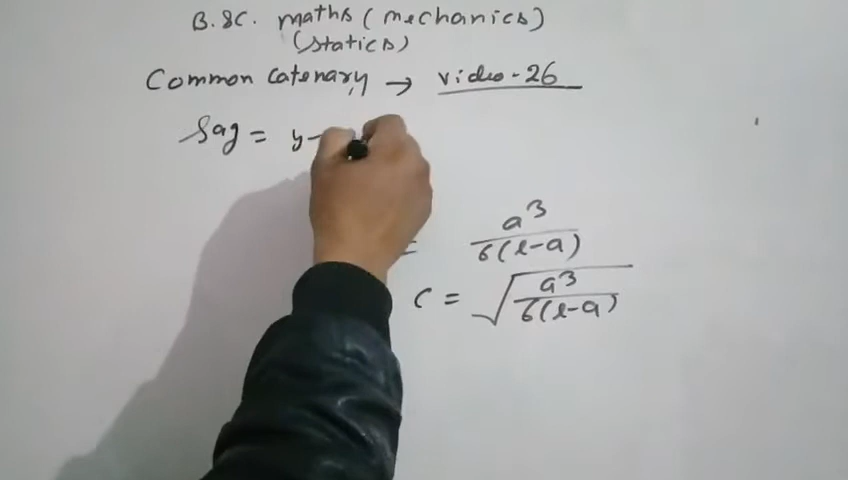 B.SC. maths (mechanics)
(statics)
Common Catenary, → video-26
Sag = y-
= a³/6(l-a)
c = √(a³/6(l-a))